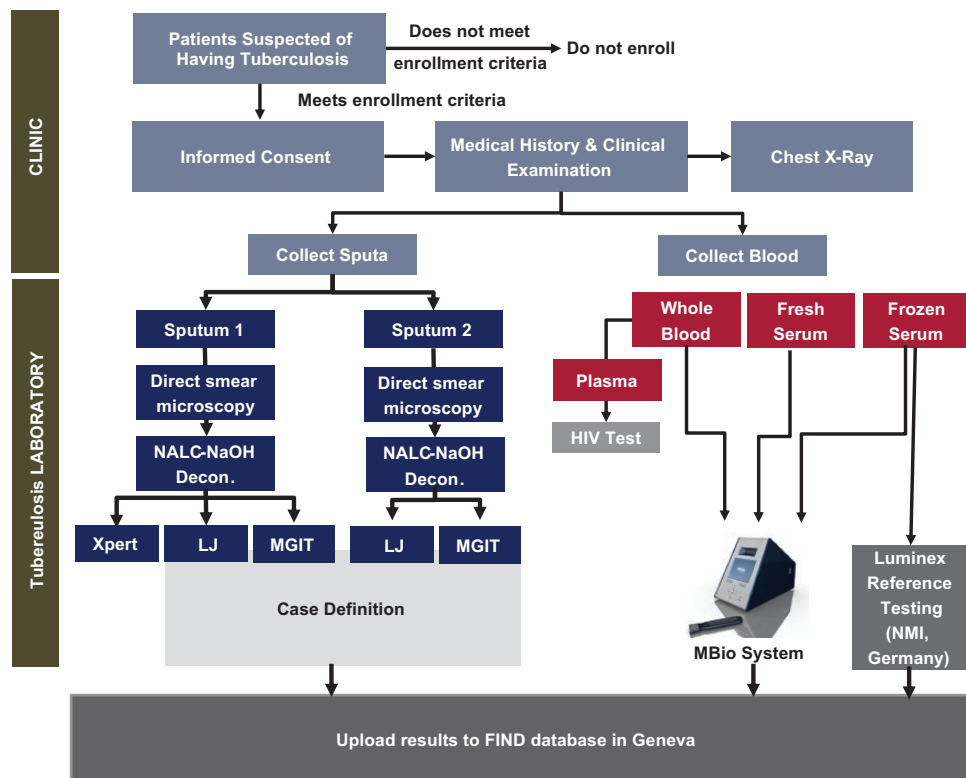 Patients Suspected of
Having Tuberculosis
Does not meet
enrollment criteria
Do not enroll
Meets enrollment criteria
CLINIC
Informed Consent
Medical History & Clinical
Examination
Chest X-Ray
Collect Sputa
Collect Blood
Tubereulosis LABORATORY
Sputum 1
Sputum 2
Whole
Blood
Fresh
Serum
Frozen
Serum
Direct smear
microscopy
Direct smear
microscopy
Plasma
HIV Test
NALC-NaOH
Decon.
NALC-NaOH
Decon.
Xpert
LJ
MGIT
LJ
MGIT
Case Definition
MBio System
Luminex
Reference
Testing
(NMI,
Germany)
Upload results to FIND database in Geneva